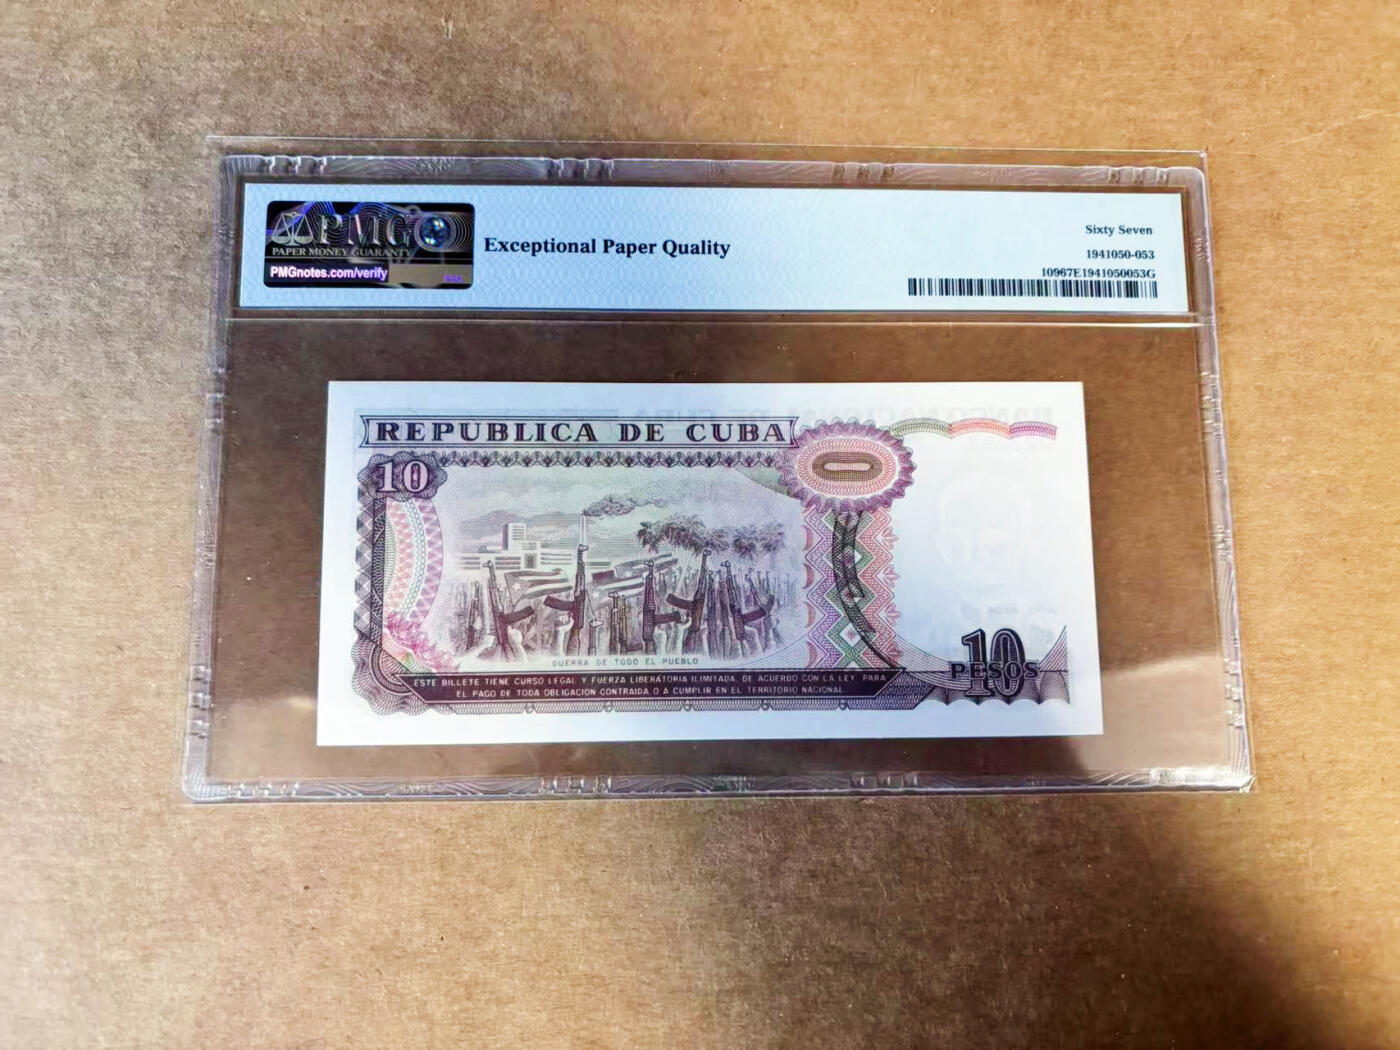 PMG
PAPER MONEY GUARANTY
PMGnotes.com/verify
Exceptional Paper Quality
Sixty Seven
1941050-053
10967E1941050053G
REPUBLICA DE CUBA
10
GUERRA DE TODO EL PUEBLO
ESTE BILLETE TIENE CURSO LEGAL Y FUERZA LIBERATORIA ILIMITADA, DE ACUERDO CON LA LEY, PARA
EL PAGO DE TODA OBLIGACION CONTRAIDA O A CUMPLIR EN EL TERRITORIO NACIONAL
10
PESOS